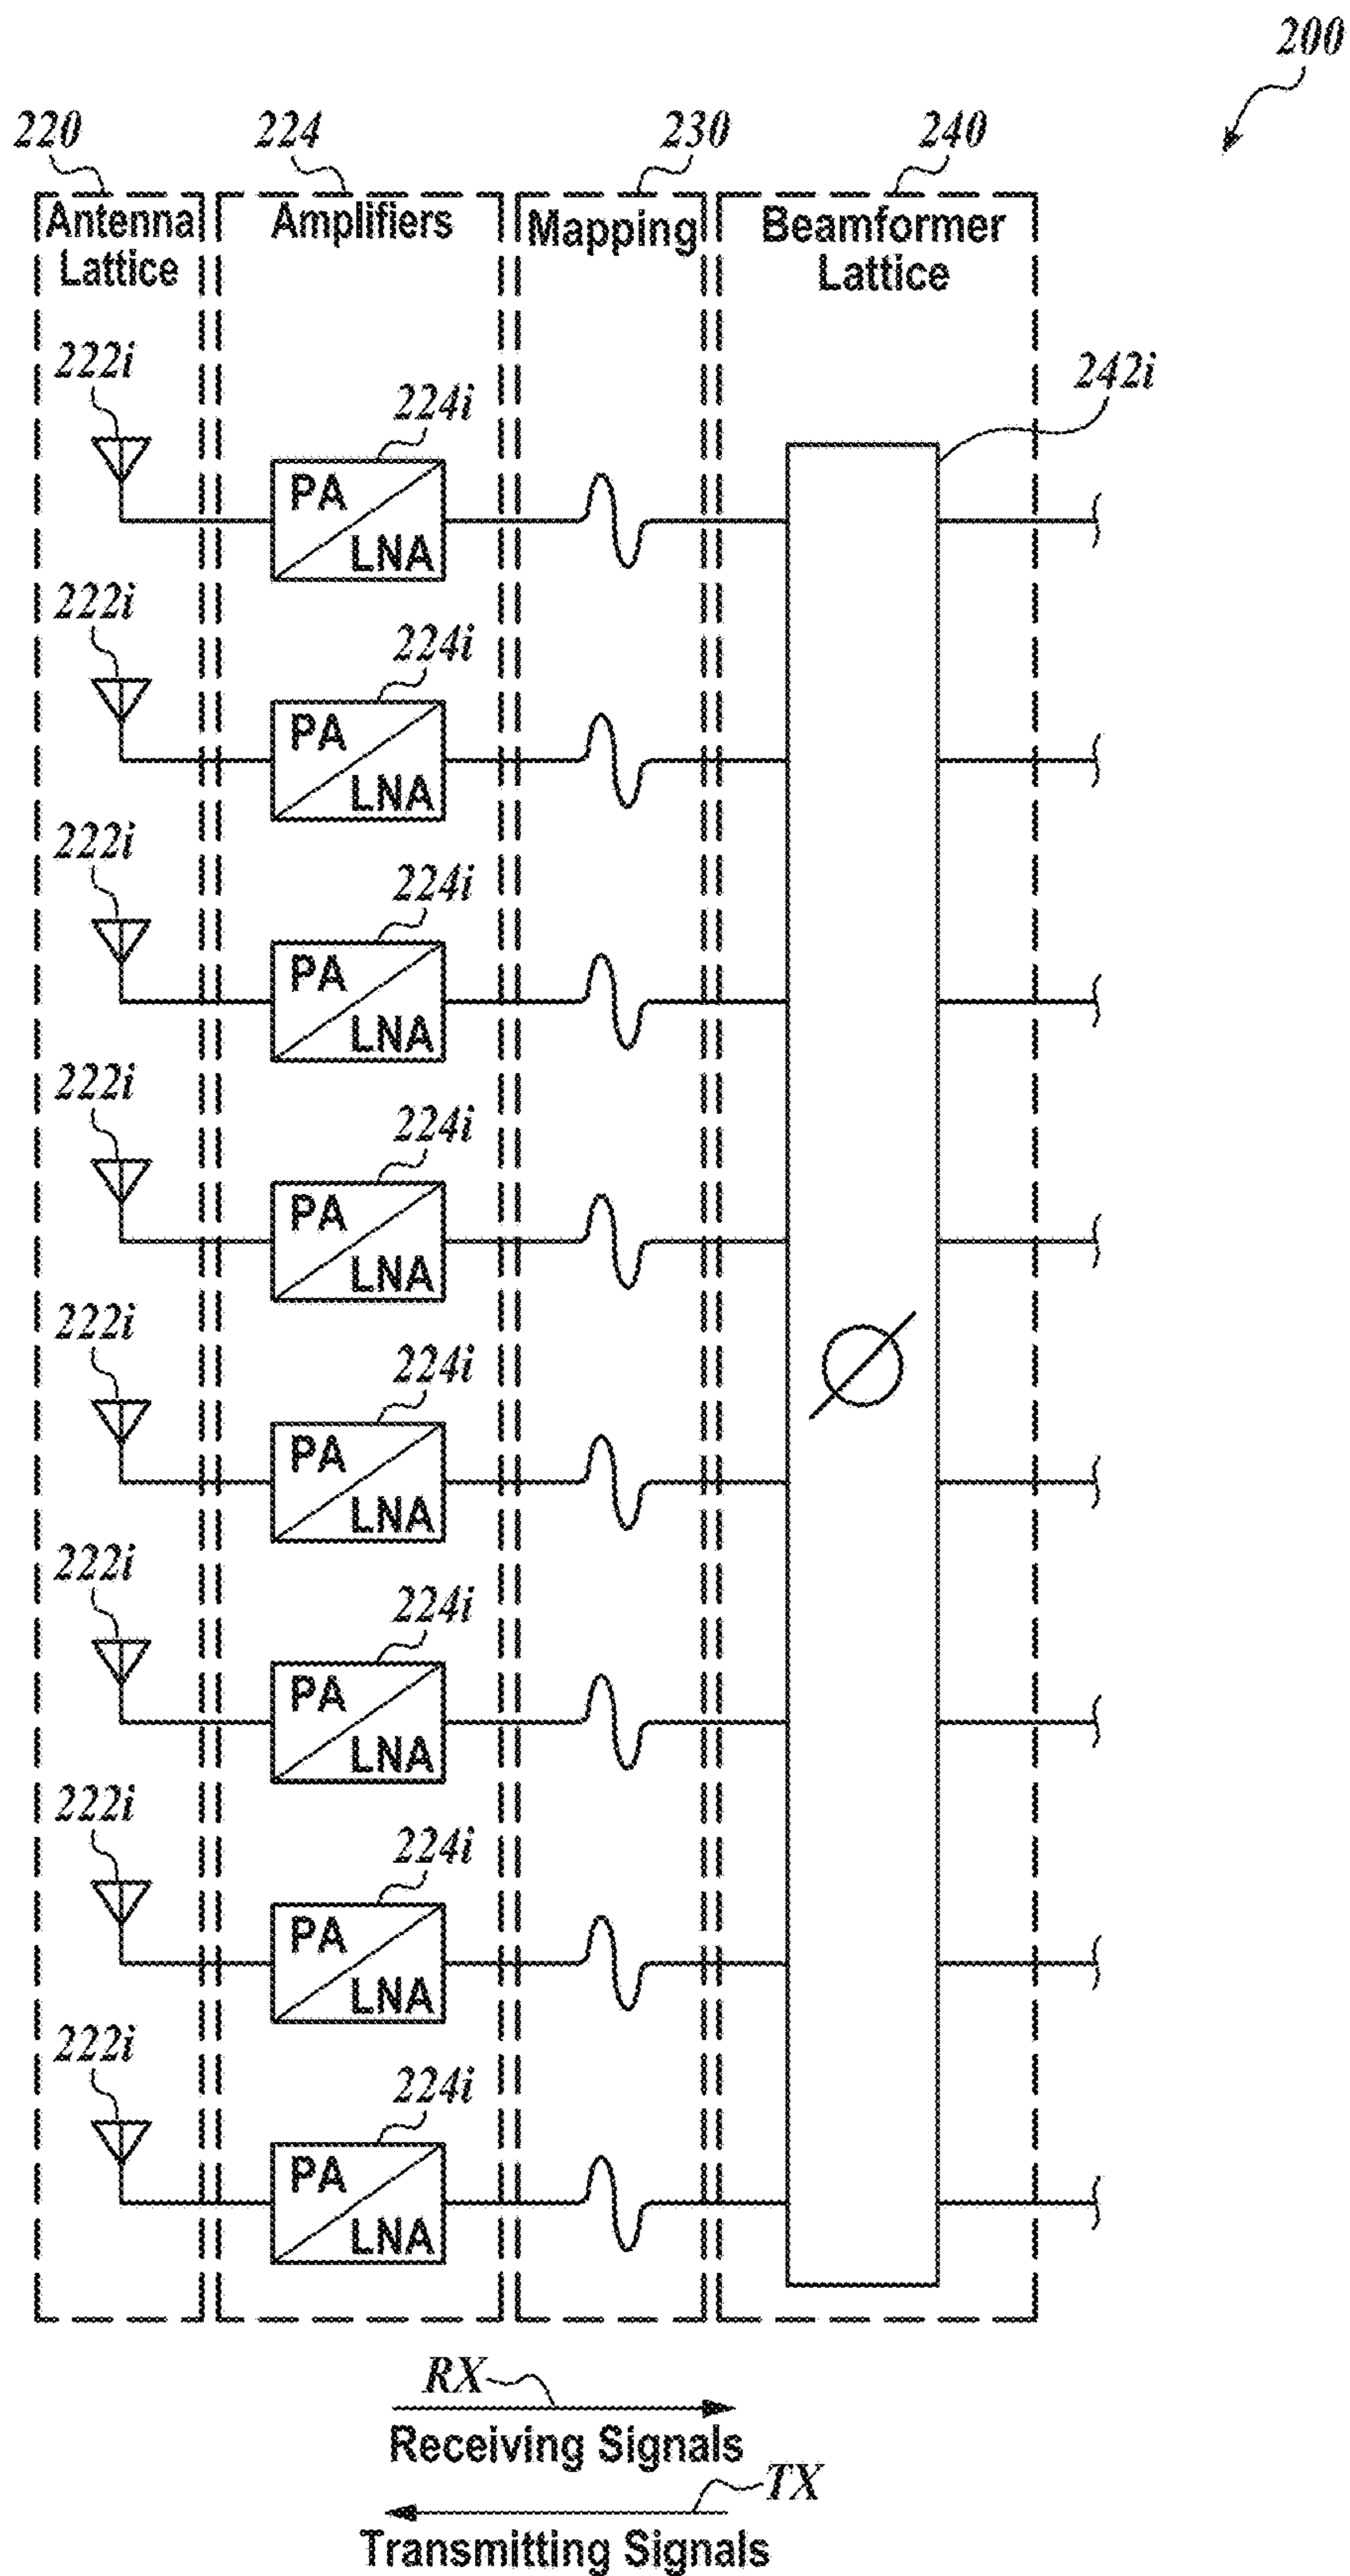 200
220 224 230 240
Antenna Amplifiers Mapping Beamformer
Lattice Lattice
222i 242i
224i
PA
LNA
222i
224i
PA
LNA
222i
224i
PA
LNA
222i
224i
PA
LNA
222i
224i
PA
LNA
222i
224i
PA
LNA
222i
224i
PA
LNA
222i
224i
PA
LNA
RX
Receiving Signals
TX
Transmitting Signals